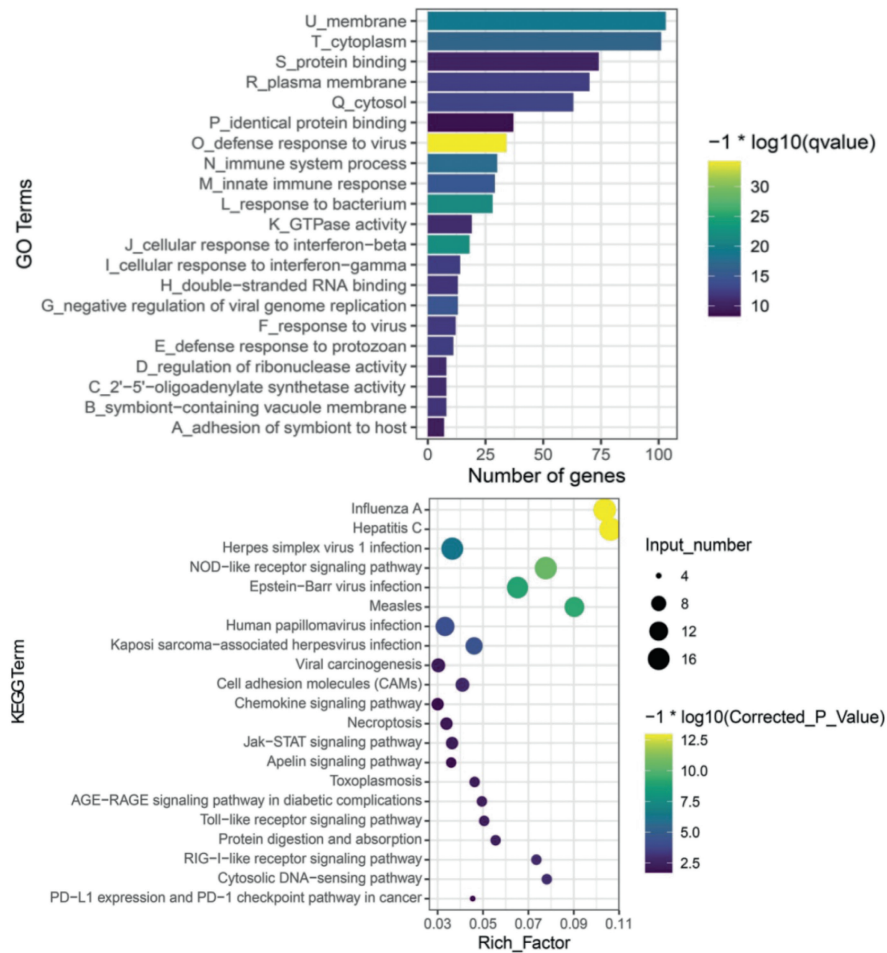 U_membrane
T_cytoplasm
S_protein binding
R_plasma membrane
Q_cytosol
P_identical protein binding
O_defense response to virus
N_immune system process
M_innate immune response
L_response to bacterium
K_GTPase activity
J_cellular response to interferon-beta
I_cellular response to interferon-gamma
H_double-stranded RNA binding
G_negative regulation of viral genome replication
F_response to virus
E_defense response to protozoan
D_regulation of ribonuclease activity
C_2'−5'−oligoadenylate synthetase activity
B_symbiont−containing vacuole membrane
A_adhesion of symbiont to host
GO Terms
0 25 50 75 100
Number of genes
−1 * log10(qvalue)
30
25
20
15
10
Influenza A
Hepatitis C
Herpes simplex virus 1 infection
NOD−like receptor signaling pathway
Epstein−Barr virus infection
Measles
Human papillomavirus infection
Kaposi sarcoma−associated herpesvirus infection
Viral carcinogenesis
Cell adhesion molecules (CAMs)
Chemokine signaling pathway
Necroptosis
Jak−STAT signaling pathway
Apelin signaling pathway
Toxoplasmosis
AGE−RAGE signaling pathway in diabetic complications
Toll−like receptor signaling pathway
Protein digestion and absorption
RIG−I−like receptor signaling pathway
Cytosolic DNA−sensing pathway
PD−L1 expression and PD−1 checkpoint pathway in cancer
KEGG Term
0.03 0.05 0.07 0.09 0.11
Rich_Factor
Input_number
4
8
12
16
−1 * log10(Corrected_P_Value)
12.5
10.0
7.5
5.0
2.5